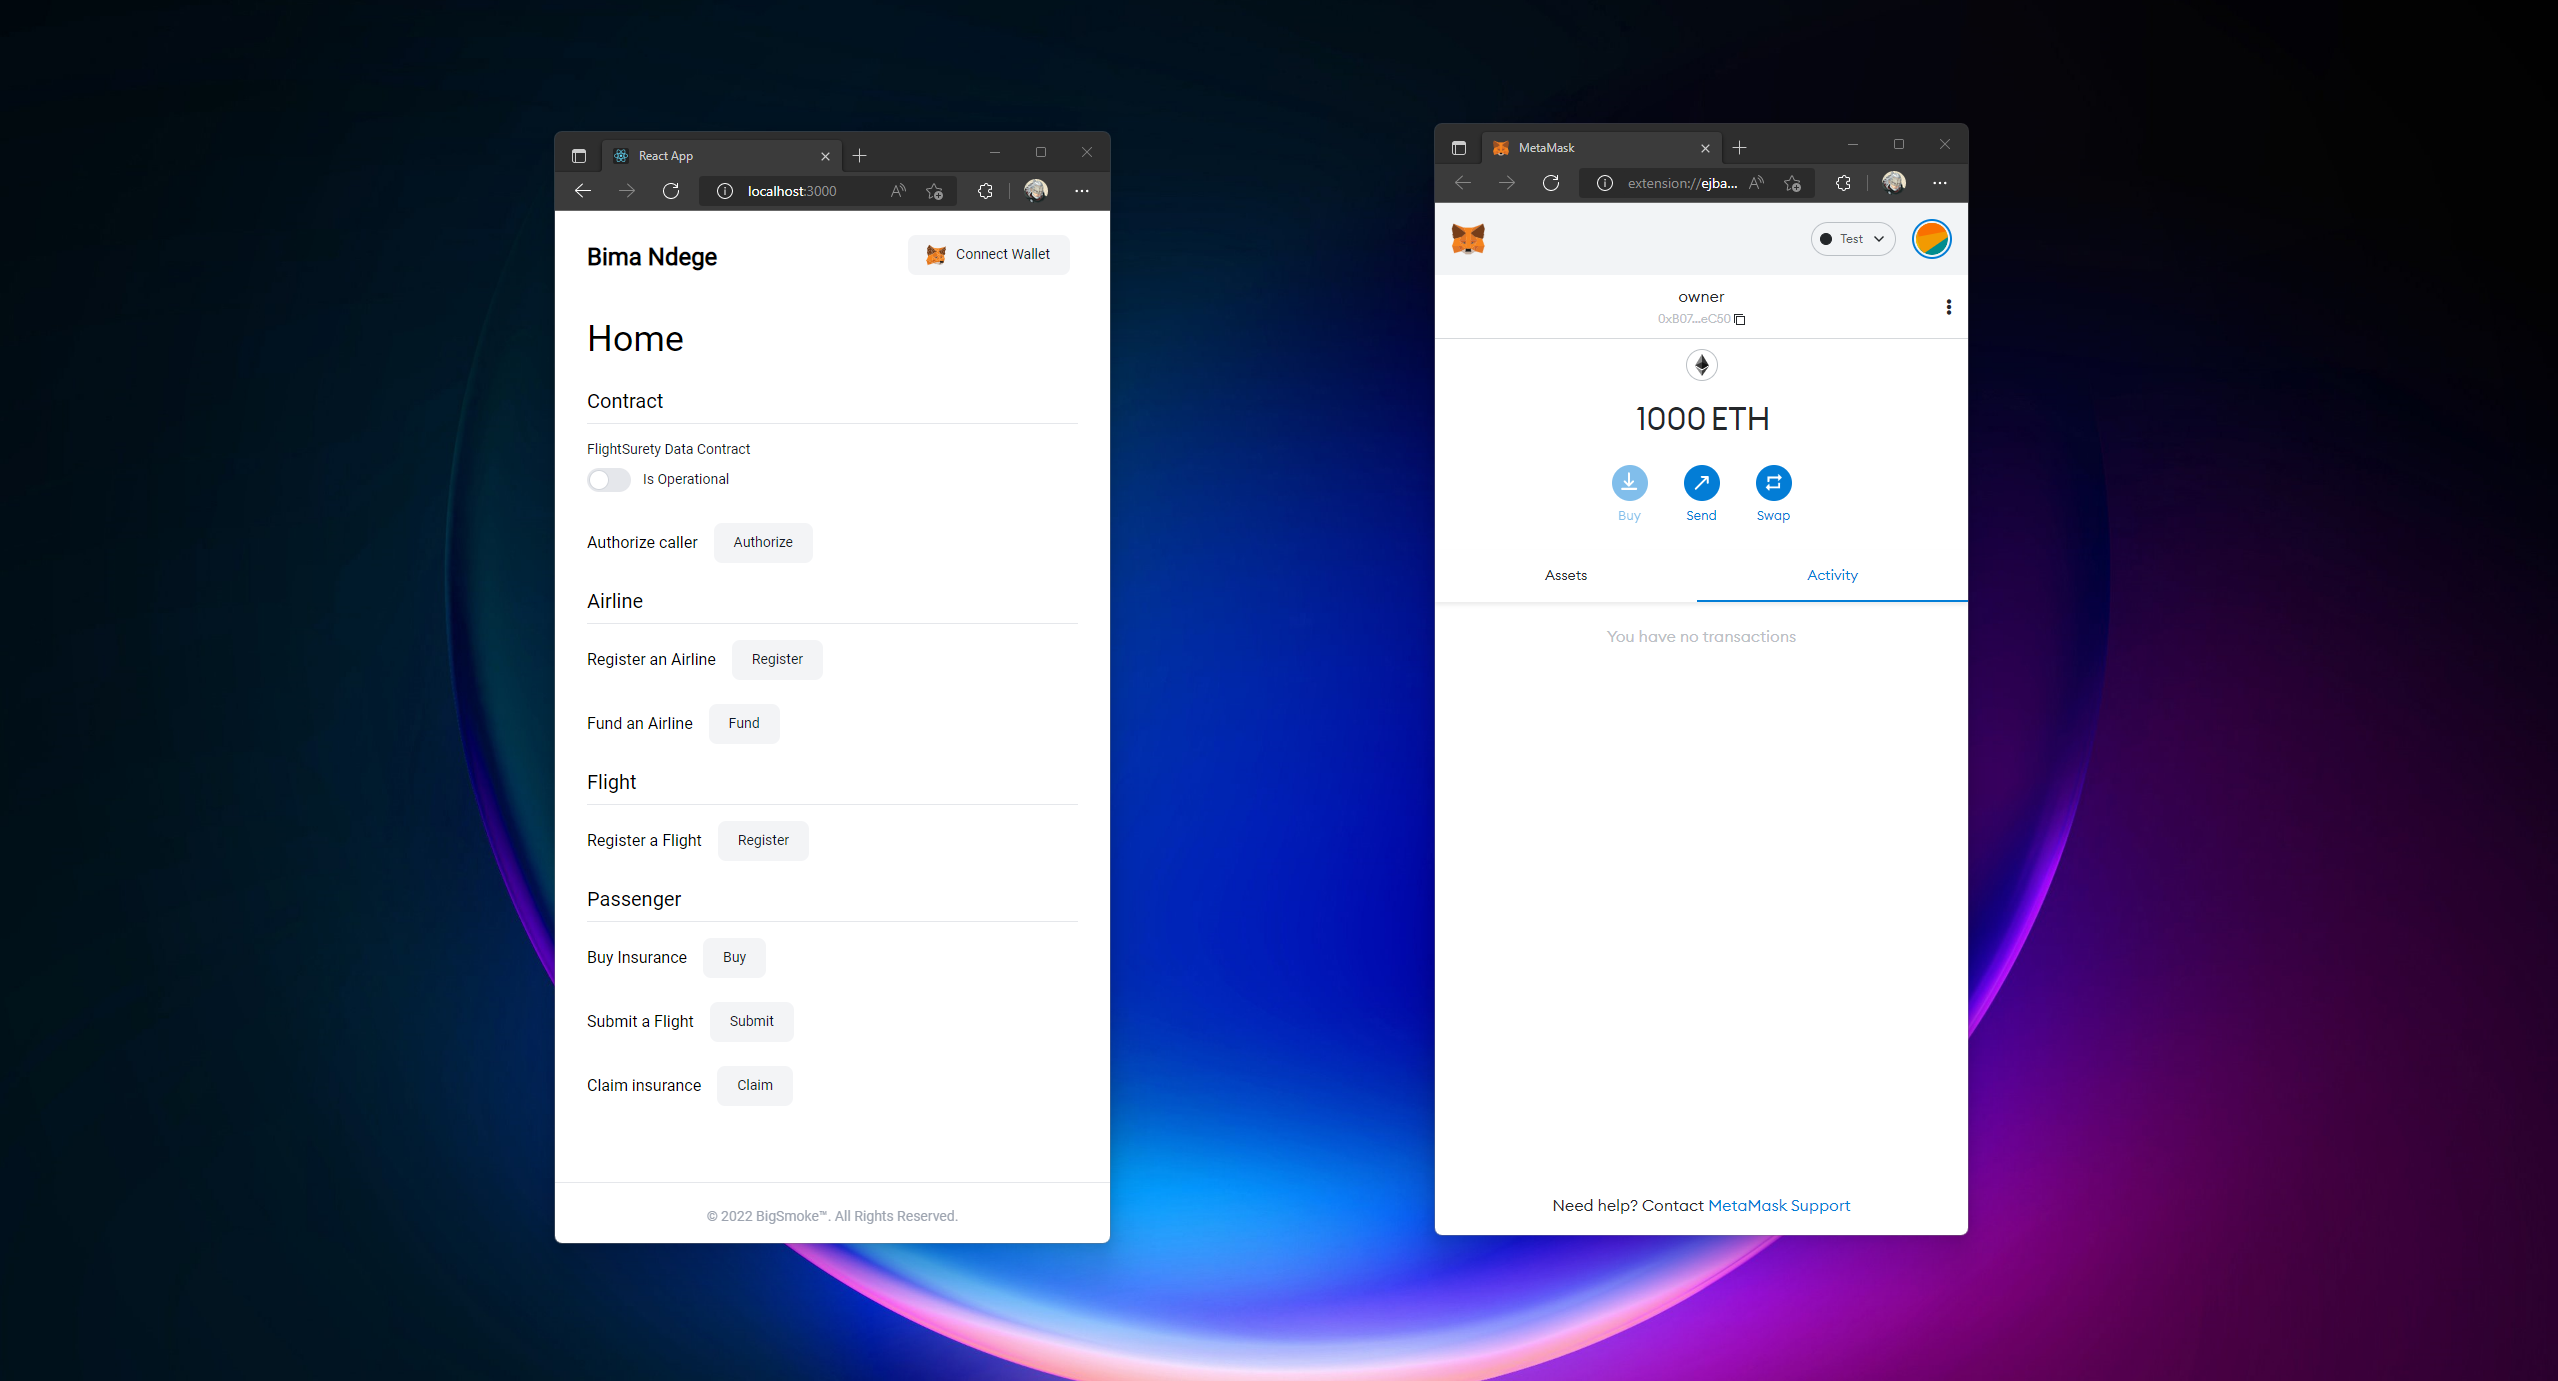 React App
localhost:3000
Bima Ndege
Connect Wallet
Home
Contract
FlightSurety Data Contract
Is Operational
Authorize caller Authorize
Airline
Register an Airline Register
Fund an Airline Fund
Flight
Register a Flight Register
Passenger
Buy Insurance Buy
Submit a Flight Submit
Claim insurance Claim
© 2022 BigSmoke™. All Rights Reserved.
MetaMask
extension://ejba...
Test
owner
0xB07...eC50
1000 ETH
Buy Send Swap
Assets Activity
You have no transactions
Need help? Contact MetaMask Support